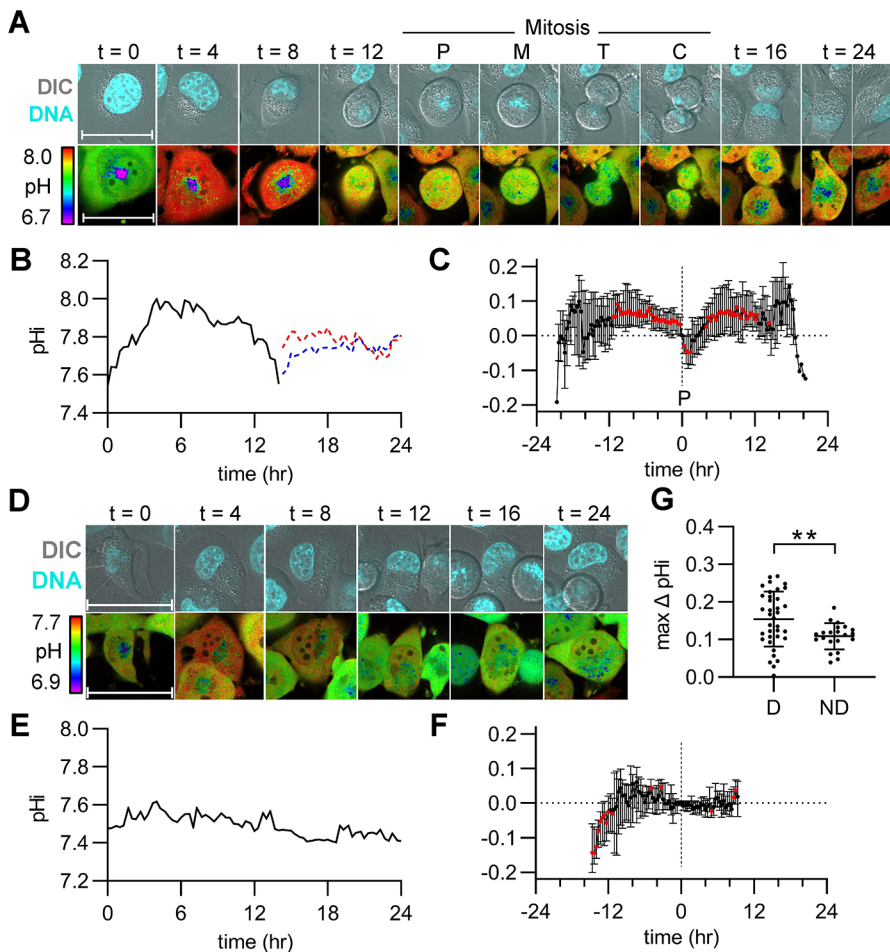 A
Mitosis
t = 0 t = 4 t = 8 t = 12 P M T C t = 16 t = 24
DIC
DNA
8.0
pH
6.7
B
8.2
8.0
7.8
7.6
7.4
pHi
0 6 12 18 24
time (hr)
C
0.2
0.1
0.0
-0.1
-0.2
P
-24 -12 0 12 24
time (hr)
D
t = 0 t = 4 t = 8 t = 12 t = 16 t = 24
DIC
DNA
7.7
pH
6.9
G
**
0.4
0.3
0.2
0.1
0.0
max Δ pHi
D ND
E
8.0
7.8
7.6
7.4
7.2
pHi
0 6 12 18 24
time (hr)
F
0.2
0.1
0.0
-0.1
-0.2
-24 -12 0 12 24
time (hr)